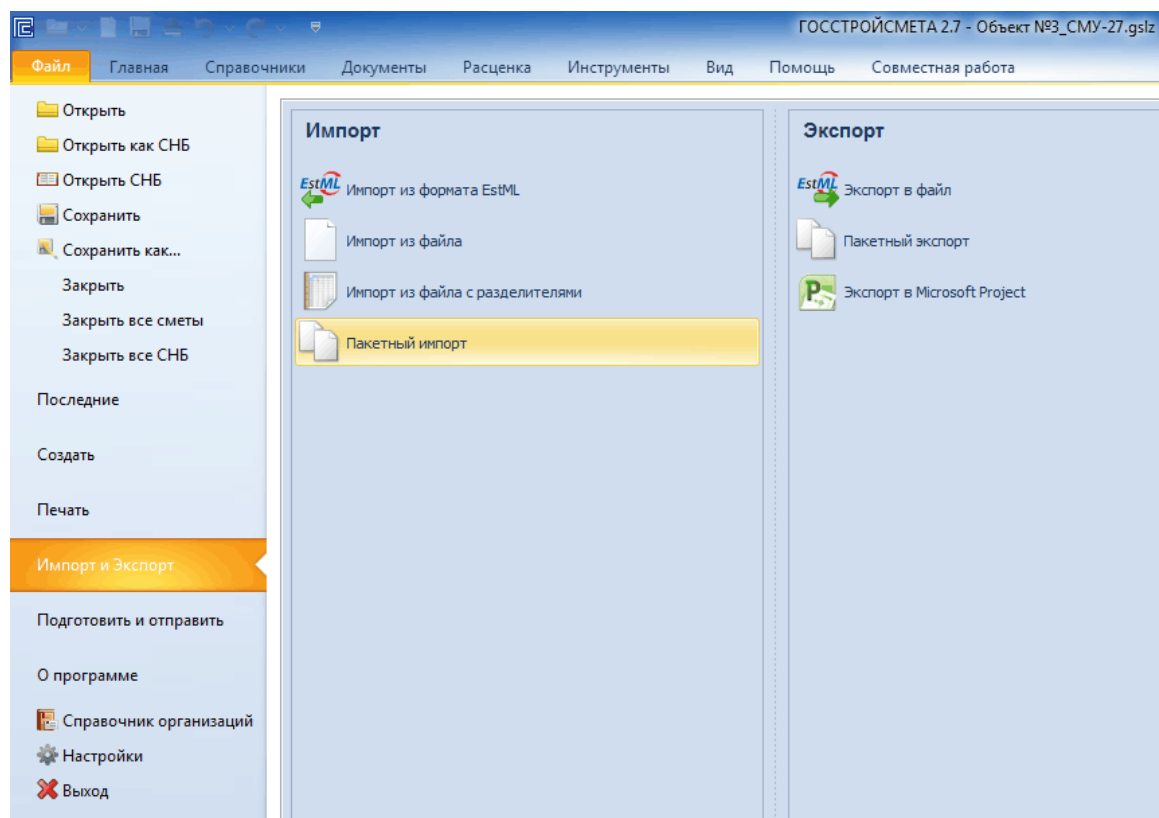 ГОССТРОЙСМЕТА 2.7 - Объект №3_СМУ-27.gslz
Файл Главная Справочники Документы Расценка Инструменты Вид Помощь Совместная работа
Открыть
Открыть как СНБ
Открыть СНБ
Сохранить
Сохранить как...
Закрыть
Закрыть все сметы
Закрыть все СНБ
Последние
Создать
Печать
Импорт и Экспорт
Подготовить и отправить
О программе
Справочник организаций
Настройки
Выход
Импорт
EstML Импорт из формата EstML
Импорт из файла
Импорт из файла с разделителями
Пакетный импорт
Экспорт
EstML Экспорт в файл
Пакетный экспорт
P Экспорт в Microsoft Project